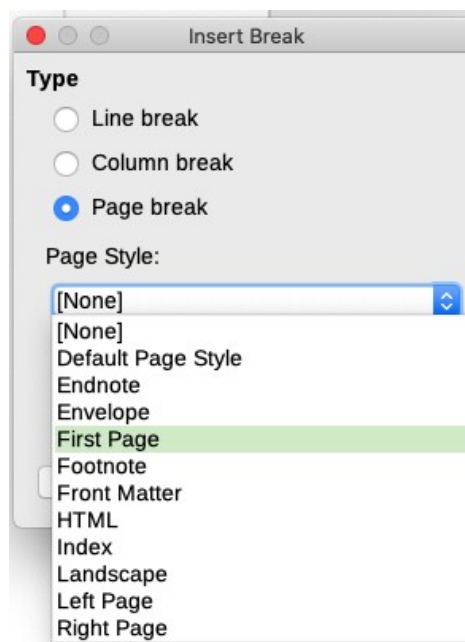 Insert Break
Type
Line break
Column break
Page break
Page Style:
[None]
[None]
Default Page Style
Endnote
Envelope
First Page
Footnote
Front Matter
HTML
Index
Landscape
Left Page
Right Page